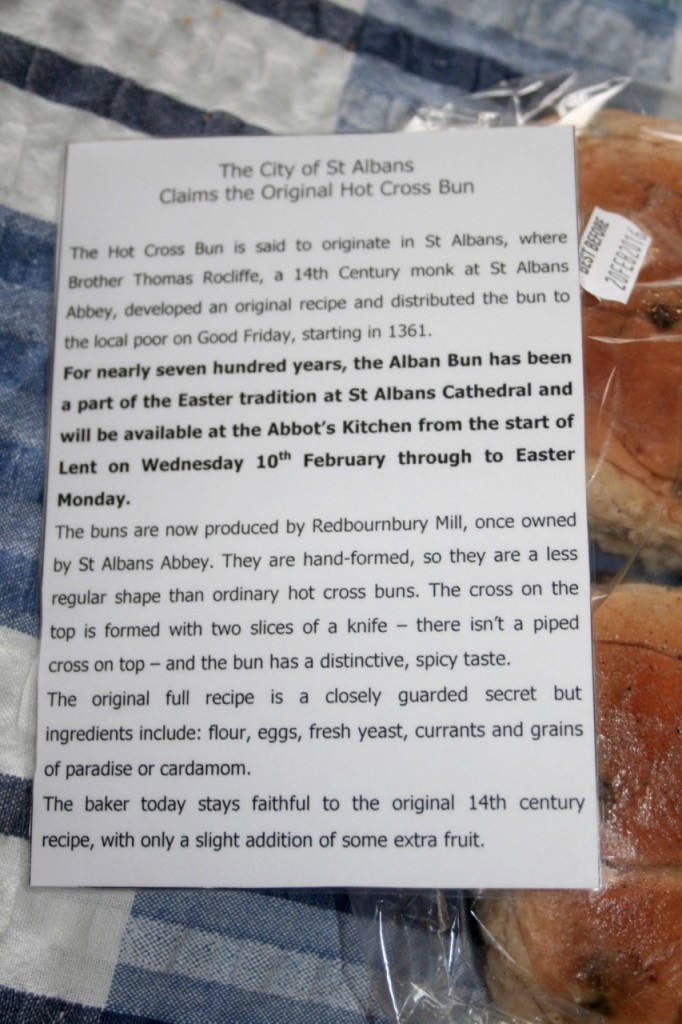 The City of St Albans
Claims the Original Hot Cross Bun
The Hot Cross Bun is said to originate in St Albans, where
Brother Thomas Rocliffe, a 14th Century monk at St Albans
Abbey, developed an original recipe and distributed the bun to
the local poor on Good Friday, starting in 1361.
For nearly seven hundred years, the Alban Bun has been
a part of the Easter tradition at St Albans Cathedral and
will be available at the Abbot's Kitchen from the start of
Lent on Wednesday 10th February through to Easter
Monday.
The buns are now produced by Redbournbury Mill, once owned
by St Albans Abbey. They are hand-formed, so they are a less
regular shape than ordinary hot cross buns. The cross on the
top is formed with two slices of a knife – there isn't a piped
cross on top – and the bun has a distinctive, spicy taste.
The original full recipe is a closely guarded secret but
ingredients include: flour, eggs, fresh yeast, currants and grains
of paradise or cardamom.
The baker today stays faithful to the original 14th century
recipe, with only a slight addition of some extra fruit.
BEST BEFORE
20FEB2016